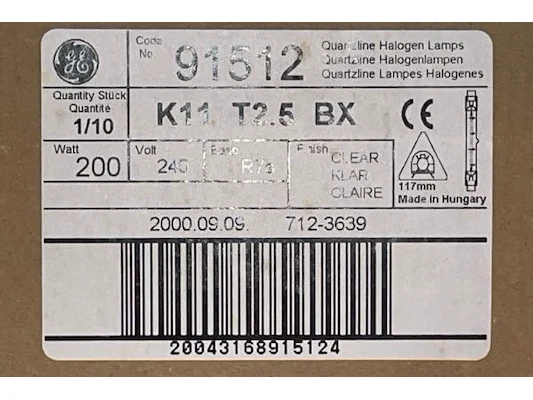 GE
Code No. 91512
Quartzline Halogen Lamps
Quartzline Halogenlampen
Quartzline Lampes Halogenes
Quantity Stück
Quantité
1/10
K11 T2.5 BX
CE
Watt
200
Volt
240
Base
R7s
Finish
CLEAR
KLAR
CLAIRE
117mm
Made in Hungary
2000.09.09. 712-3639
20043168915124